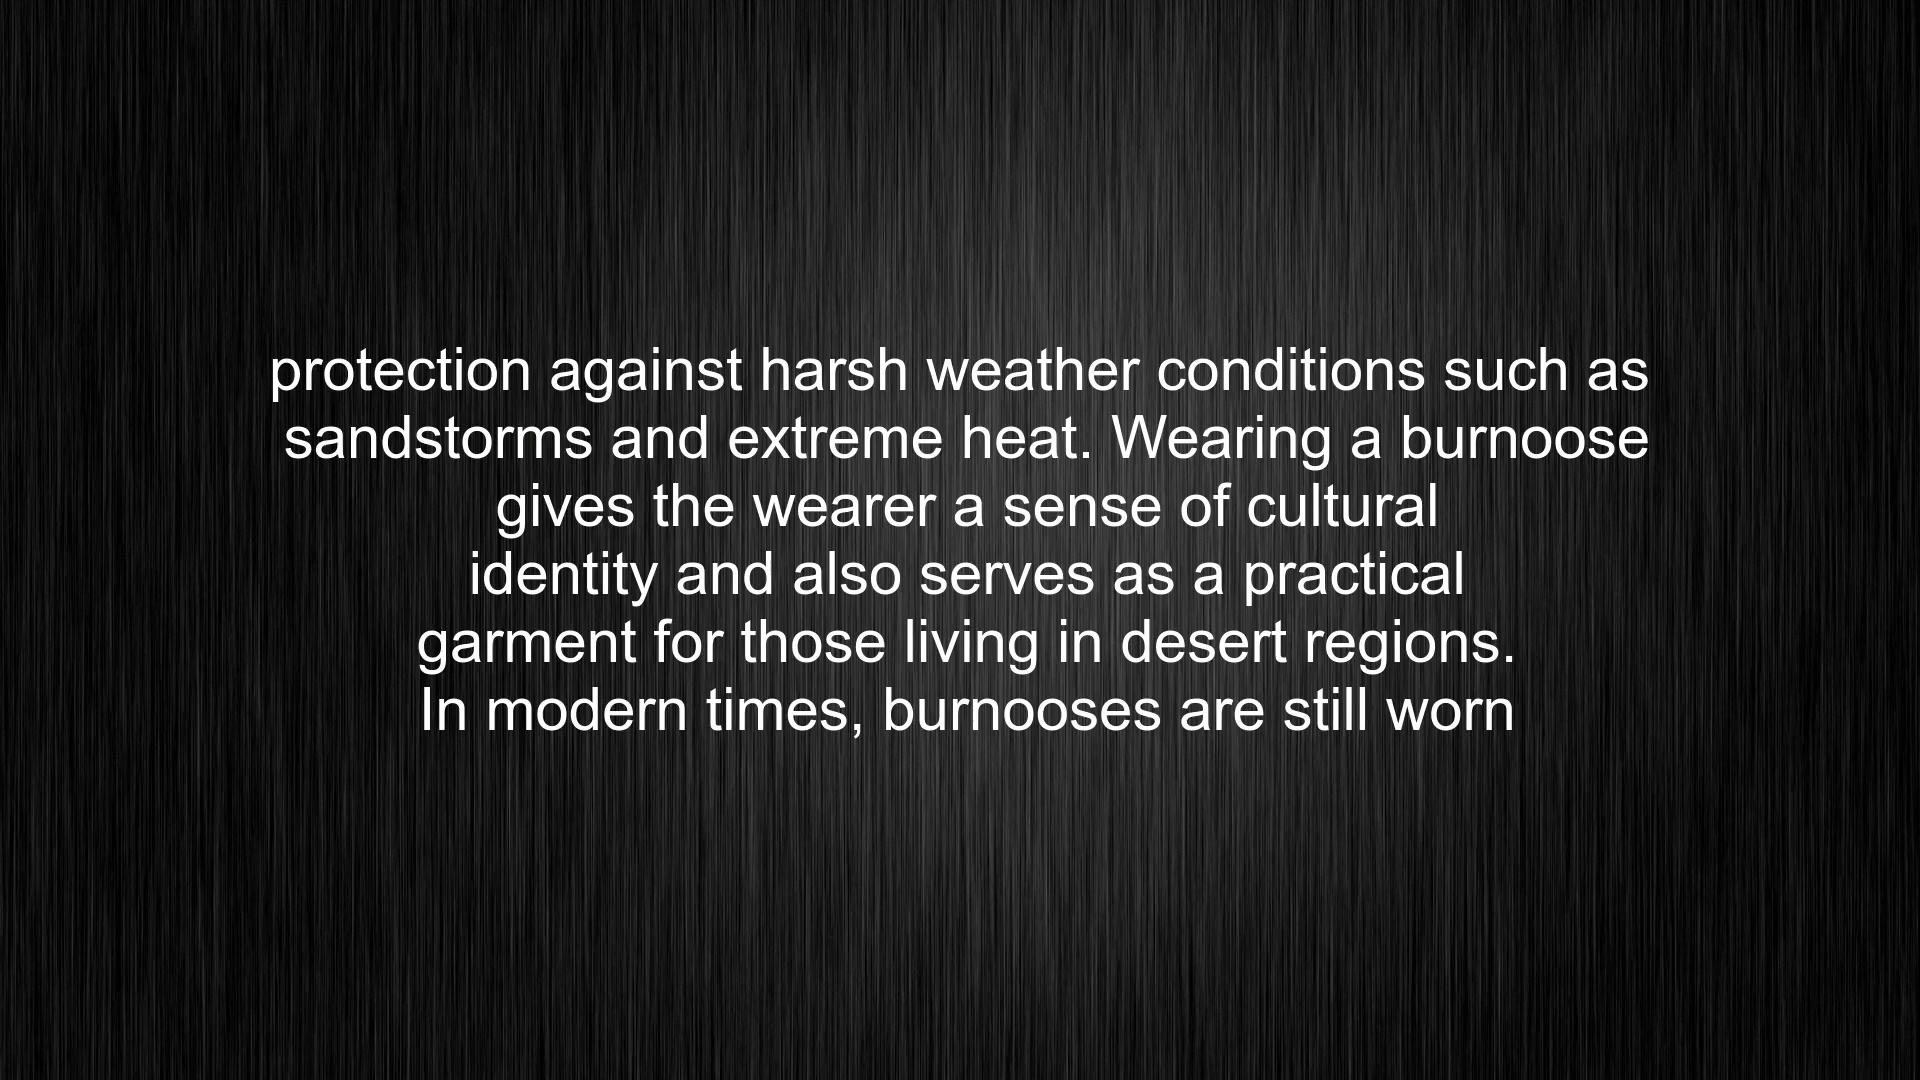 protection against harsh weather conditions such as
sandstorms and extreme heat. Wearing a burnoose
gives the wearer a sense of cultural
identity and also serves as a practical
garment for those living in desert regions.
In modern times, burnooses are still worn